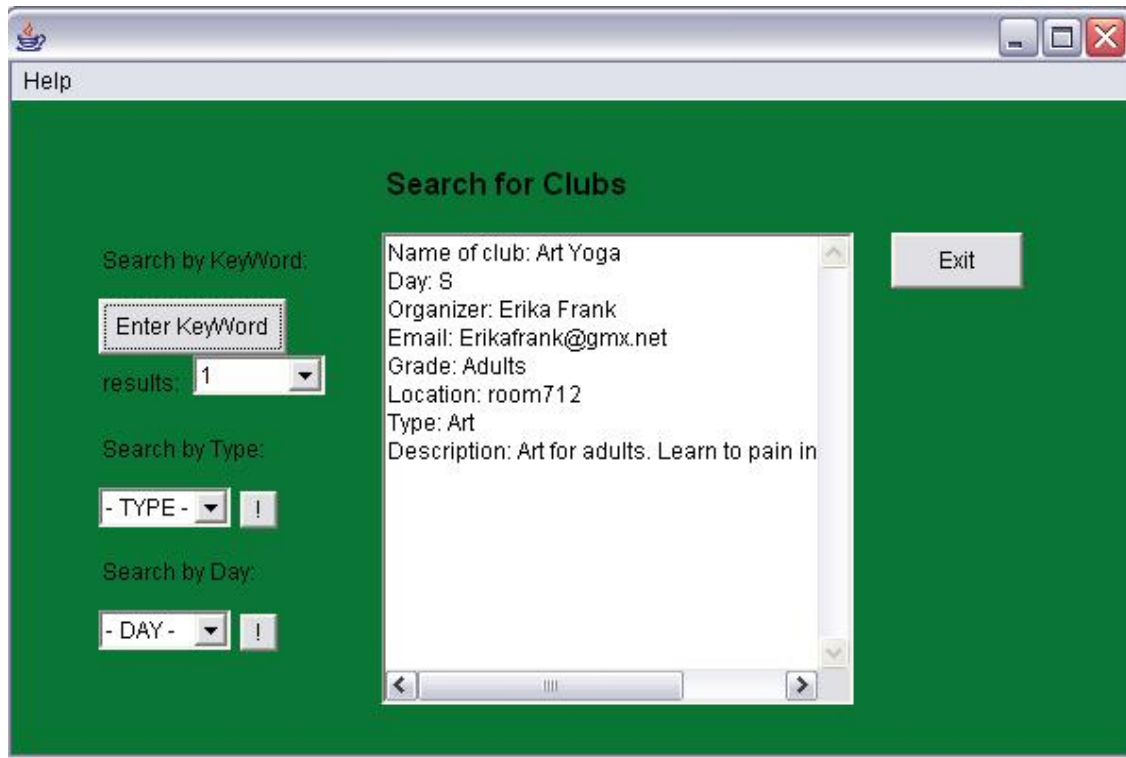 Help
Search for Clubs
Search by KeyWord:
Enter KeyWord
results: 1
Search by Type:
- TYPE - !
Search by Day:
- DAY - !
Name of club: Art Yoga
Day: S
Organizer: Erika Frank
Email: Erikafrank@gmx.net
Grade: Adults
Location: room712
Type: Art
Description: Art for adults. Learn to pain in
Exit